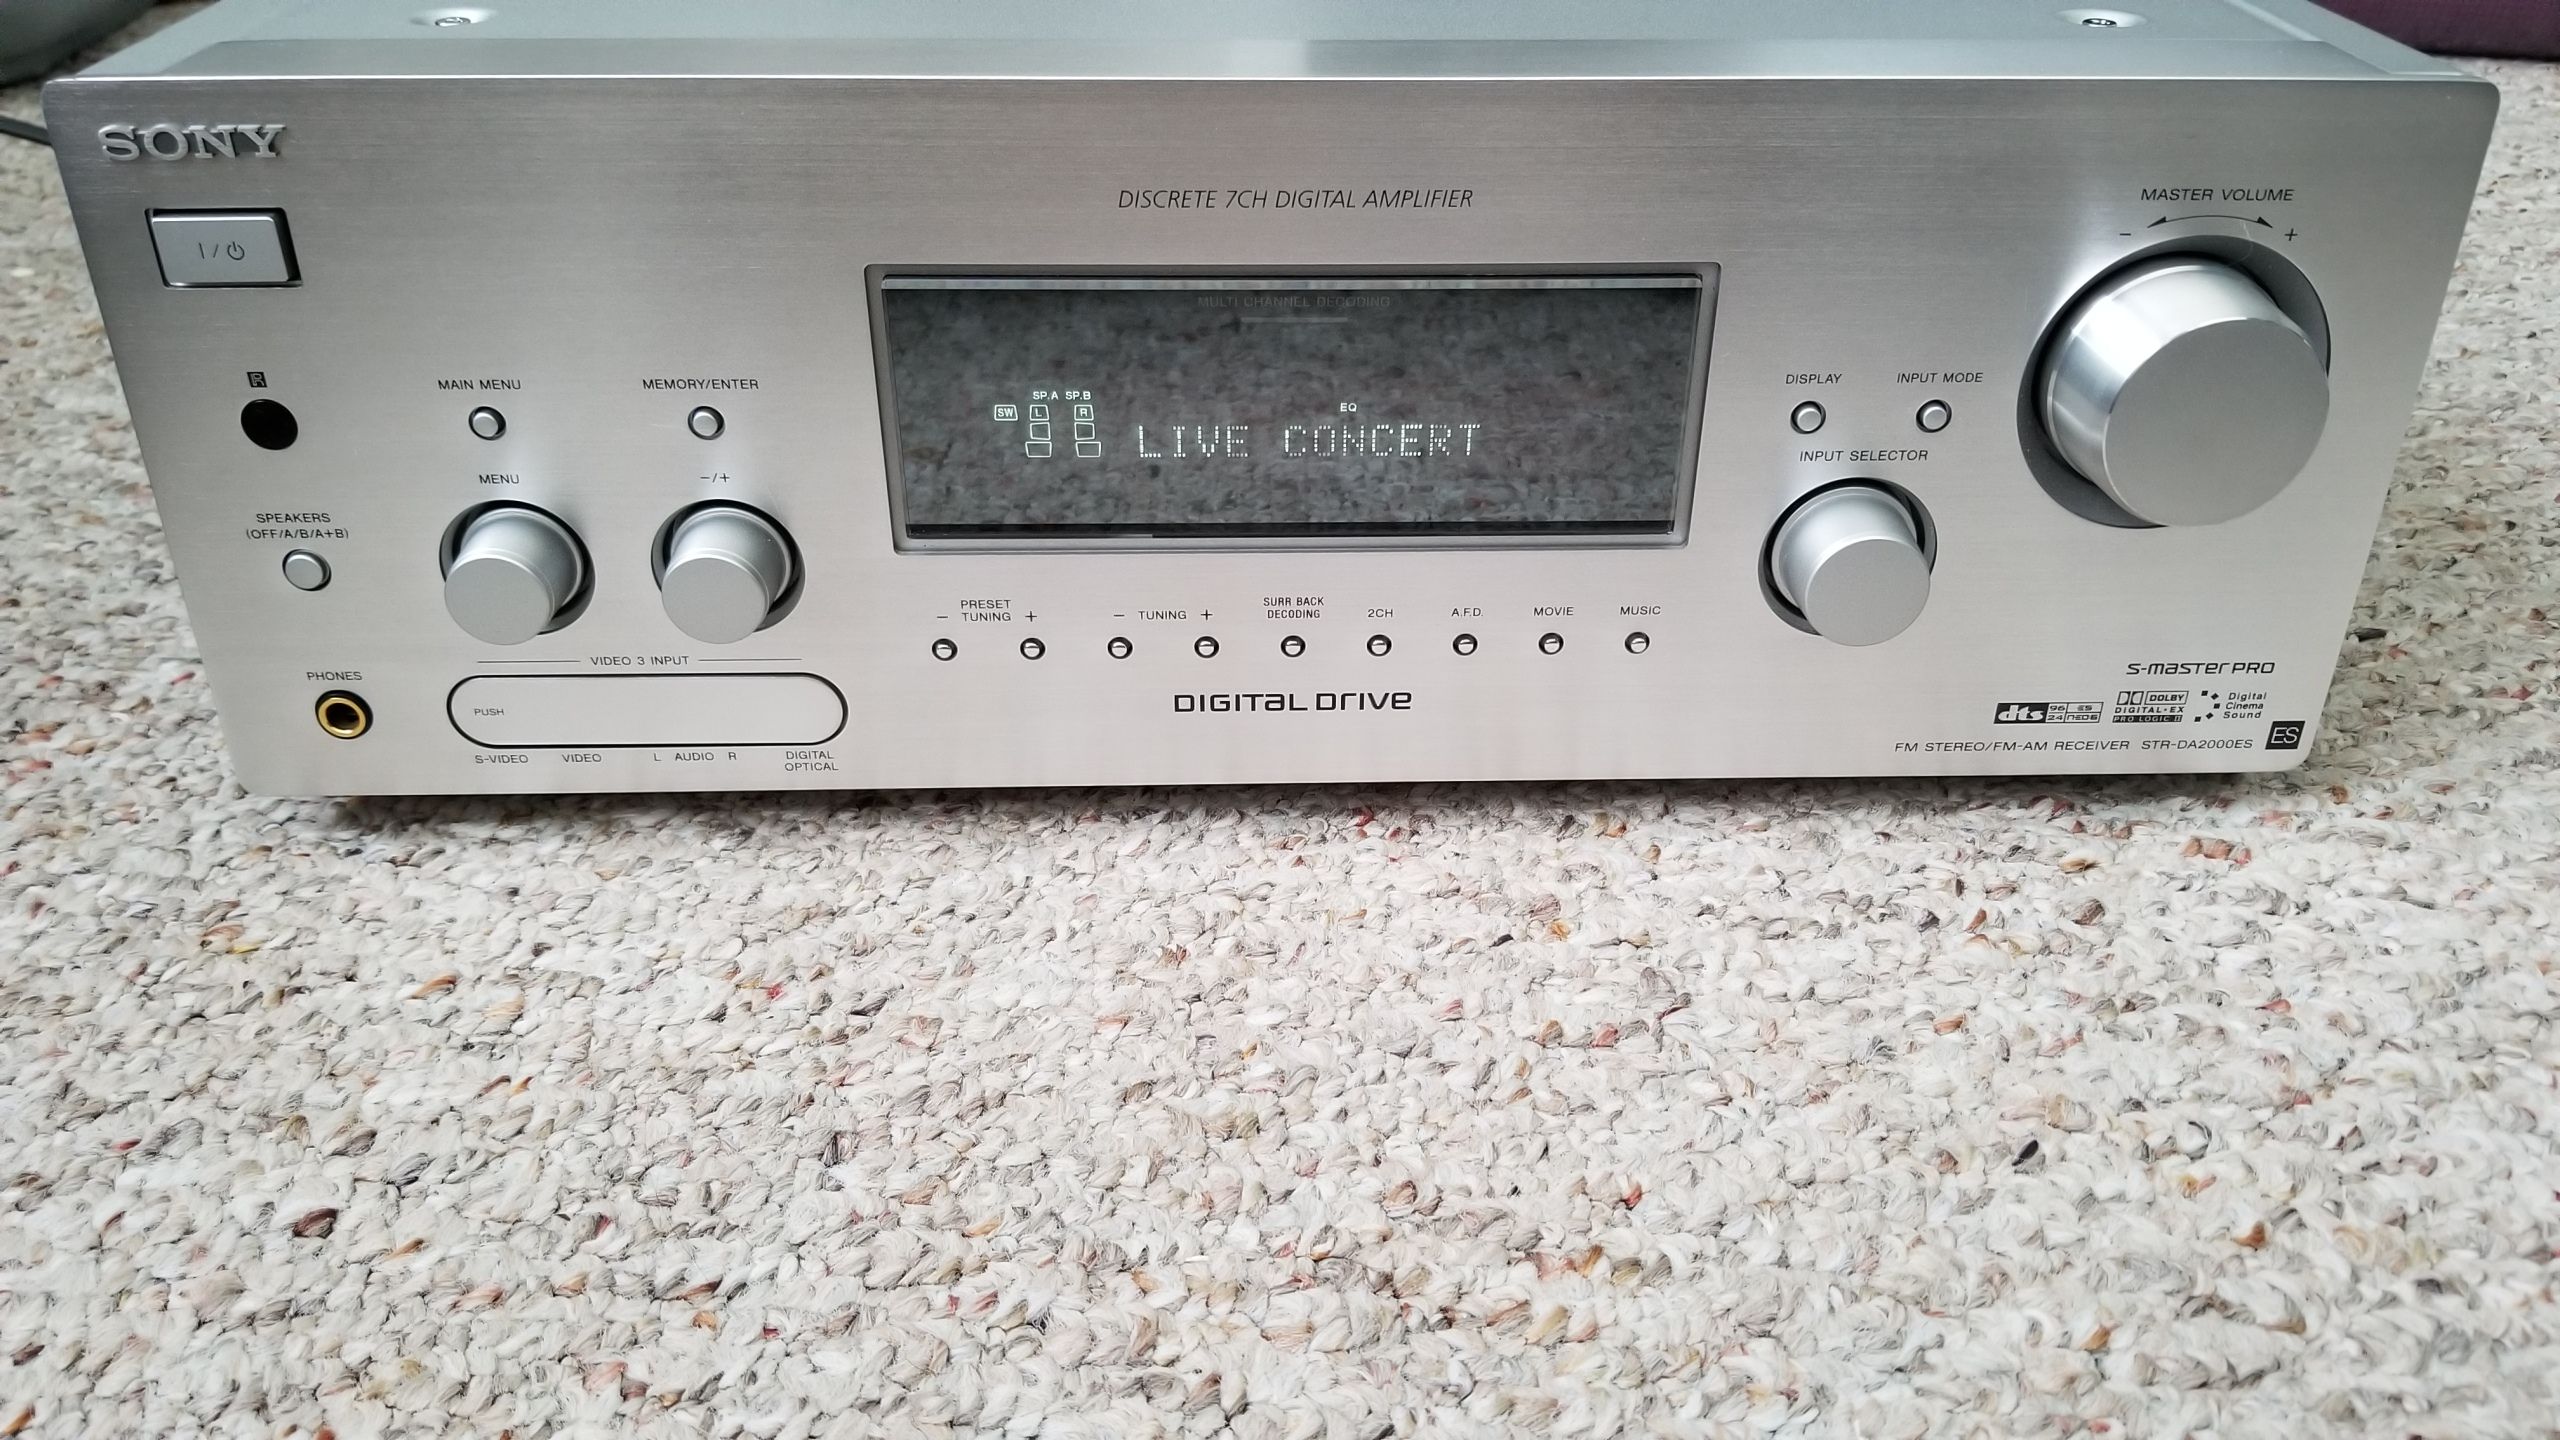 SONY
DISCRETE 7CH DIGITAL AMPLIFIER
MASTER VOLUME
- +
I/⏻
MULTI CHANNEL DECODING
MAIN MENU
MEMORY/ENTER
DISPLAY
INPUT MODE
SP.A SP.B
SW L R
EQ
LIVE CONCERT
INPUT SELECTOR
MENU
-/+
SPEAKERS
(OFF/A/B/A+B)
- PRESET TUNING +
- TUNING +
SURR BACK
DECODING
2CH
A.F.D.
MOVIE
MUSIC
VIDEO 3 INPUT
PHONES
PUSH
S-VIDEO VIDEO L AUDIO R DIGITAL
OPTICAL
DIGITAL DRIVE
S-MASTER PRO
dts 96 ES
24 NEO:6
DOLBY
DIGITAL·EX
PRO LOGIC II
Digital
Cinema
Sound
FM STEREO/FM-AM RECEIVER STR-DA2000ES ES